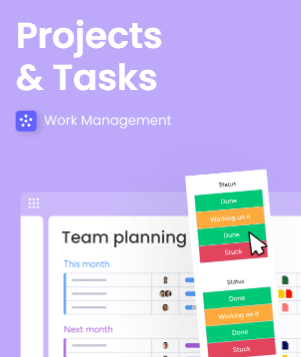 Projects
& Tasks
Work Management
Status
Done
Working on it
Done
Stuck
Team planning
This month
Status
Done
Working on it
Done
Stuck
Next month